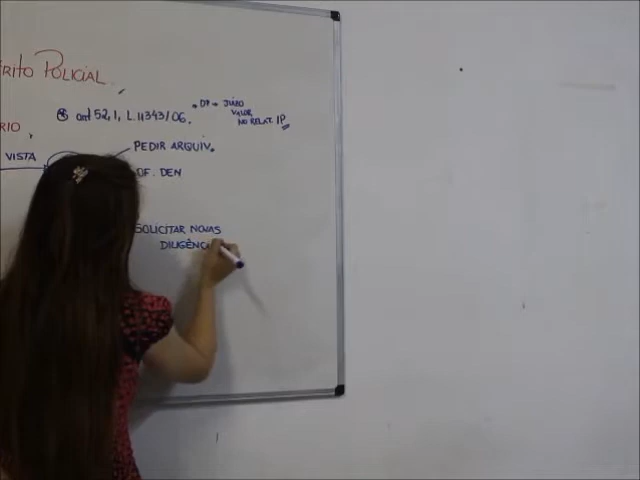 RITO POLICIAL
⊛ art 52, I, L. 11343/06.
• DP → JUÍZO
VALOR
NO RELAT. IP
RIO
VISTA
PEDIR ARQUIV.
OF. DEN
SOLICITAR NOVAS
DILIGÊNCI